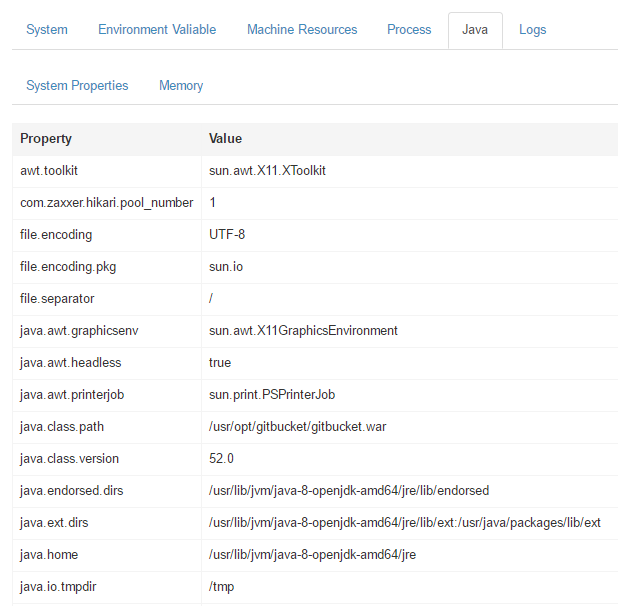 System Environment Valiable Machine Resources Process Java Logs
System Properties Memory
Property Value
awt.toolkit sun.awt.X11.XToolkit
com.zaxxer.hikari.pool_number 1
file.encoding UTF-8
file.encoding.pkg sun.io
file.separator /
java.awt.graphicsenv sun.awt.X11GraphicsEnvironment
java.awt.headless true
java.awt.printerjob sun.print.PSPrinterJob
java.class.path /usr/opt/gitbucket/gitbucket.war
java.class.version 52.0
java.endorsed.dirs /usr/lib/jvm/java-8-openjdk-amd64/jre/lib/endorsed
java.ext.dirs /usr/lib/jvm/java-8-openjdk-amd64/jre/lib/ext:/usr/java/packages/lib/ext
java.home /usr/lib/jvm/java-8-openjdk-amd64/jre
java.io.tmpdir /tmp